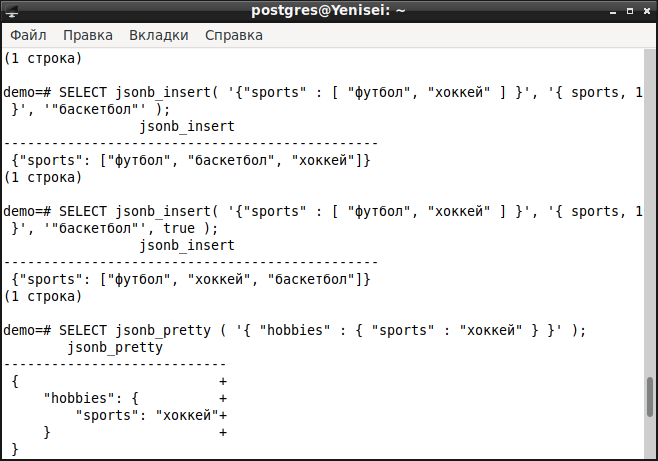 postgres@Yenisei: ~
Файл Правка Вкладки Справка
(1 строка)
demo=# SELECT jsonb_insert( '{"sports" : [ "футбол", "хоккей" ] }', '{ sports, 1
 }', '"баскетбол"' );
                 jsonb_insert
-----------------------------------------------
 {"sports": ["футбол", "баскетбол", "хоккей"]}
(1 строка)
demo=# SELECT jsonb_insert( '{"sports" : [ "футбол", "хоккей" ] }', '{ sports, 1
 }', '"баскетбол"', true );
                 jsonb_insert
-----------------------------------------------
 {"sports": ["футбол", "хоккей", "баскетбол"]}
(1 строка)
demo=# SELECT jsonb_pretty ( '{ "hobbies" : { "sports" : "хоккей" } }' );
        jsonb_pretty
----------------------------
 {                         +
     "hobbies": {          +
         "sports": "хоккей"+
     }                     +
 }